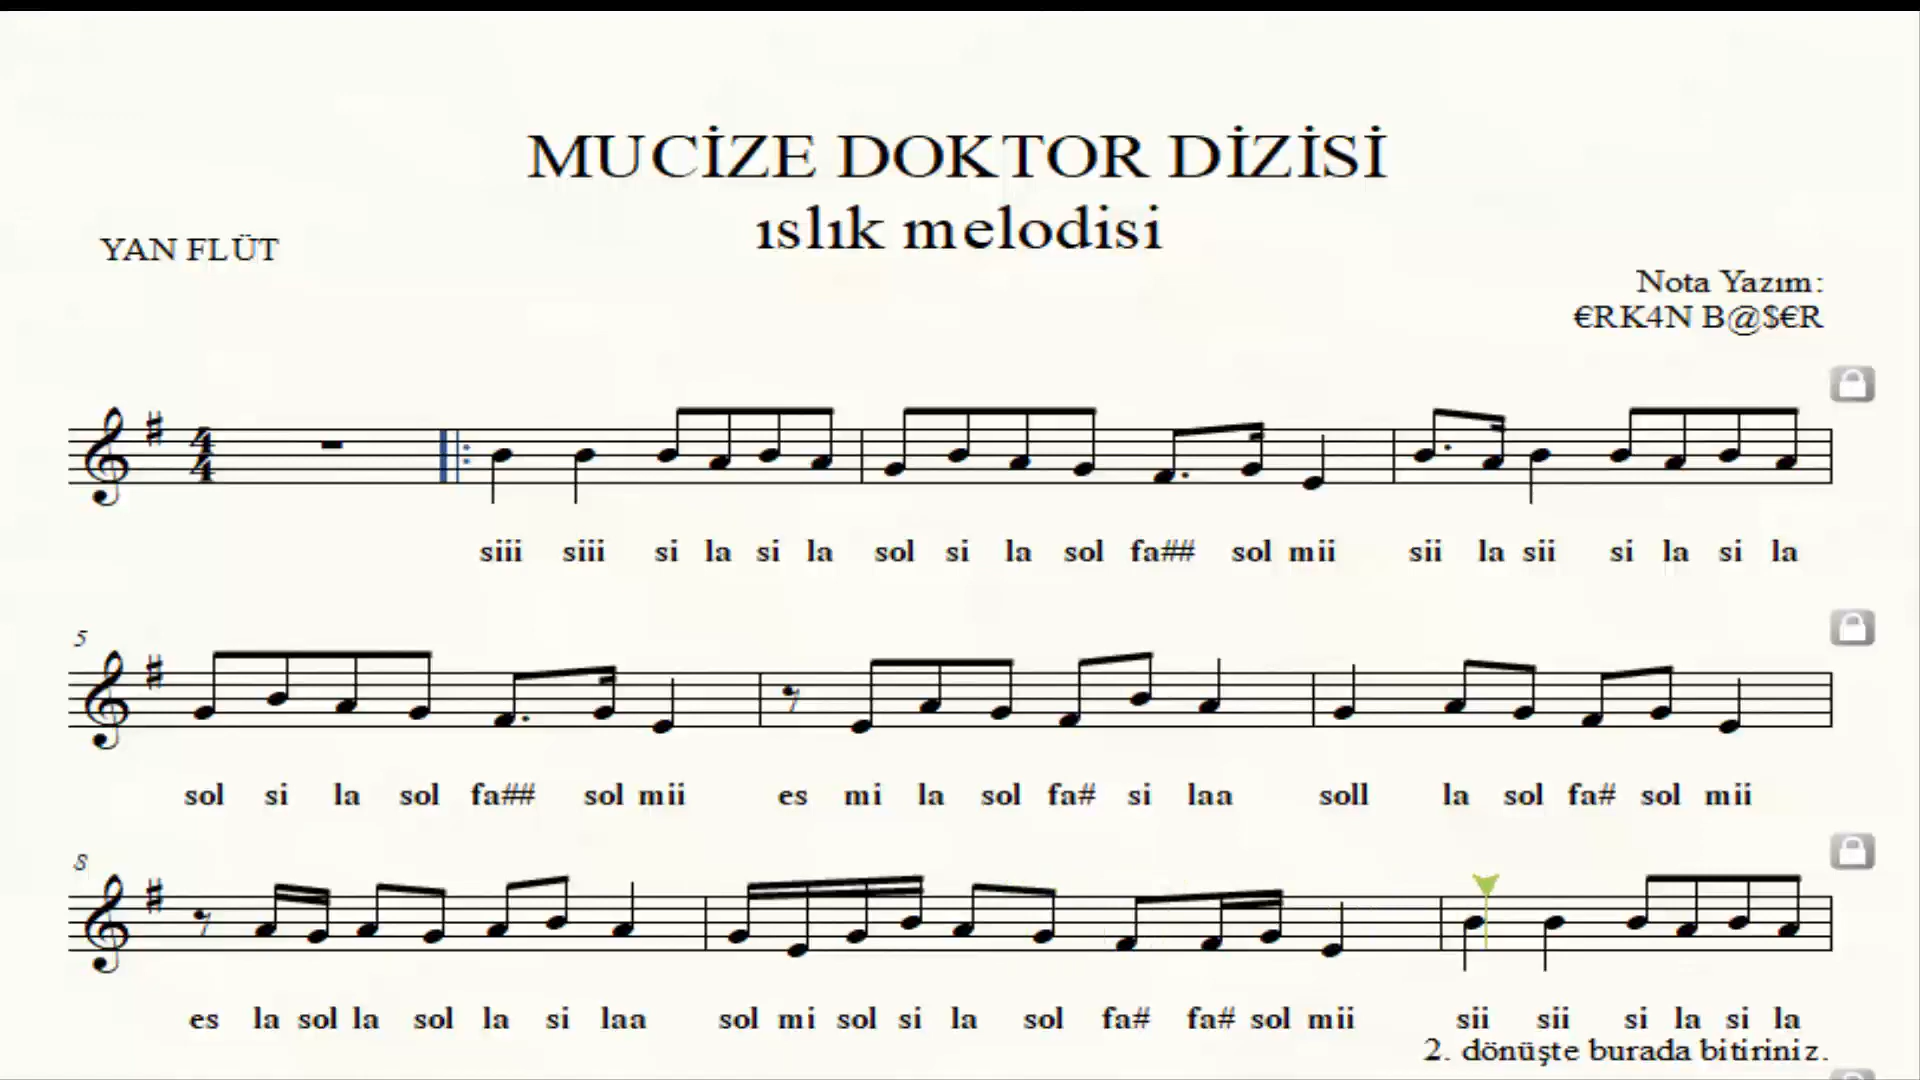 MUCİZE DOKTOR DİZİSİ
ıslık melodisi
YAN FLÜT
Nota Yazım:
€RK4N B@$€R
4
4
siii siii si la si la sol si la sol fa## sol mii sii la sii si la si la
5
sol si la sol fa## sol mii es mi la sol fa# si laa soll la sol fa# sol mii
8
es la sol la sol la si laa sol mi sol si la sol fa# fa# sol mii sii sii si la si la
2. dönüşte burada bitiriniz.